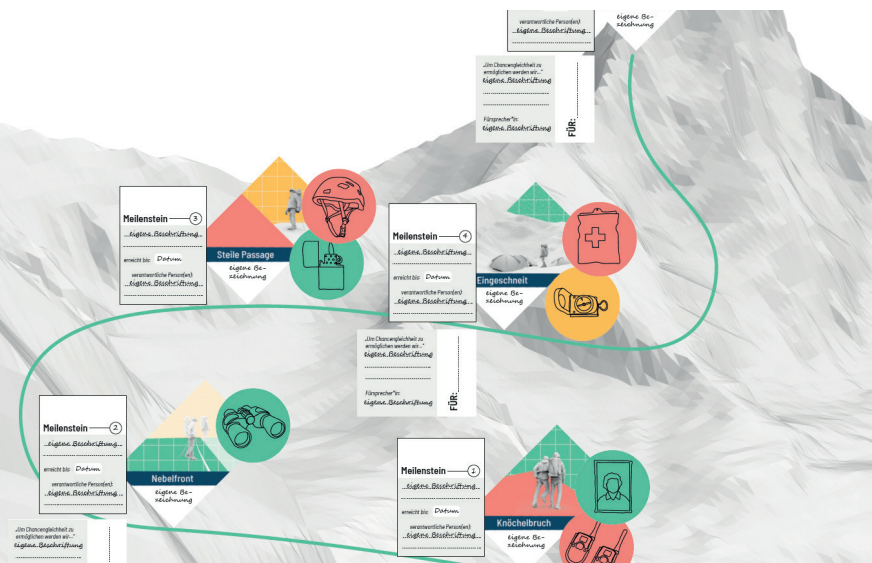 verantwortliche Person(en):
eigene Beschriftung
eigene Be-
zeichnung
„Um Chancengleichheit zu
ermöglichen werden wir..."
eigene Beschriftung
Fürsprecher*in:
eigene Beschriftung
FÜR:
Meilenstein 3
eigene Beschriftung
erreicht bis: Datum
verantwortliche Person(en):
eigene Beschriftung
Steile Passage
eigene Be-
zeichnung
Meilenstein 4
eigene Beschriftung
erreicht bis: Datum
verantwortliche Person(en):
eigene Beschriftung
Eingeschneit
eigene Be-
zeichnung
„Um Chancengleichheit zu
ermöglichen werden wir..."
eigene Beschriftung
Fürsprecher*in:
eigene Beschriftung
FÜR:
Meilenstein 2
eigene Beschriftung
erreicht bis: Datum
verantwortliche Person(en):
eigene Beschriftung
Nebelfront
eigene Be-
zeichnung
„Um Chancengleichheit zu
ermöglichen werden wir..."
eigene Beschriftung
Meilenstein 1
eigene Beschriftung
erreicht bis: Datum
verantwortliche Person(en):
eigene Beschriftung
Knöchelbruch
eigene Be-
zeichnung